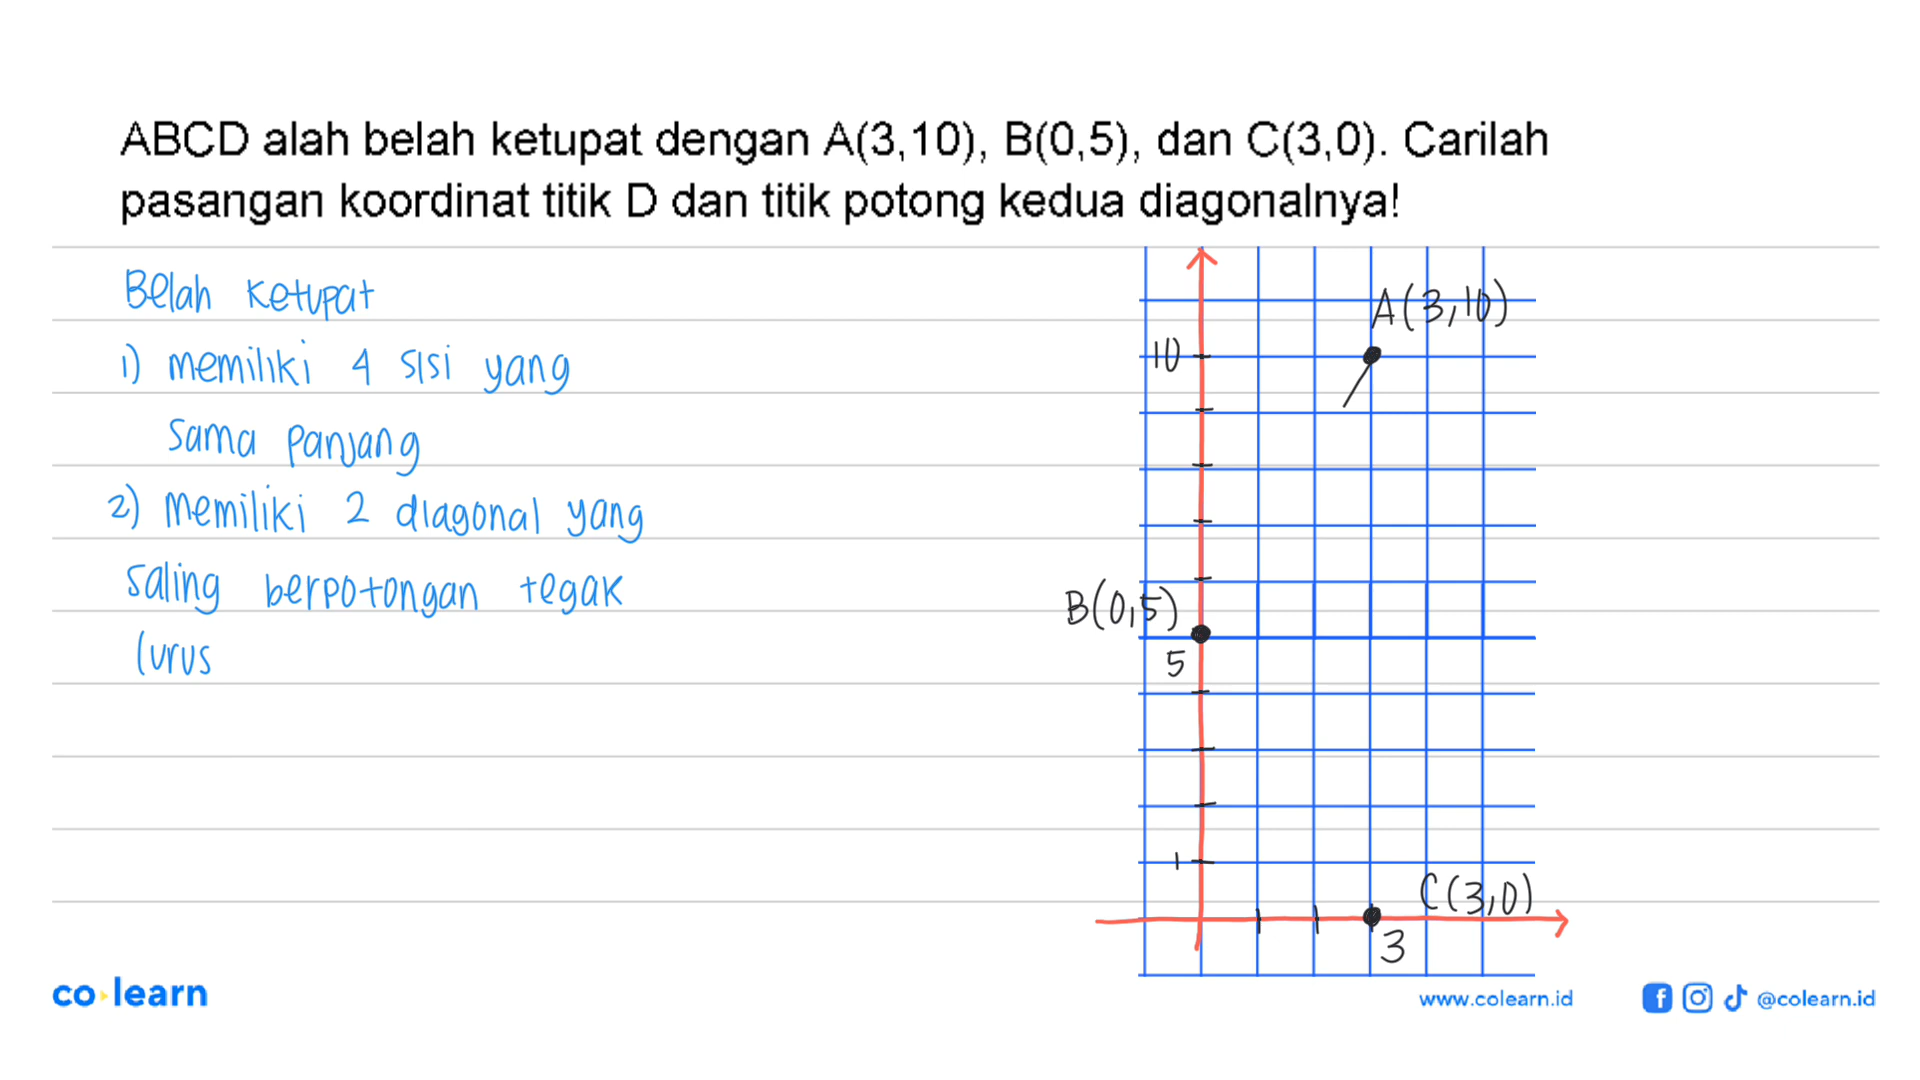 ABCD alah belah ketupat dengan A(3,10), B(0,5), dan C(3,0). Carilah
pasangan koordinat titik D dan titik potong kedua diagonalnya!
Belah ketupat
1) memiliki 4 sisi yang
sama panjang
2) memiliki 2 diagonal yang
saling berpotongan tegak
lurus
A(3,10)
10
B(0,5)
5
1
C(3,0)
3
co learn
www.colearn.id
@colearn.id